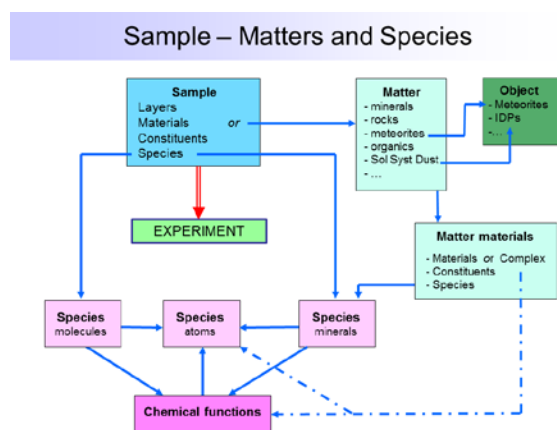 Sample – Matters and Species
Sample
Layers
Materials or
Constituents
Species
Matter
- minerals
- rocks
- meteorites
- organics
- Sol Syst Dust
- ...
Object
- Meteorites
- IDPs
-...
EXPERIMENT
Matter materials
- Materials or Complex
- Constituents
- Species
Species
molecules
Species
atoms
Species
minerals
Chemical functions